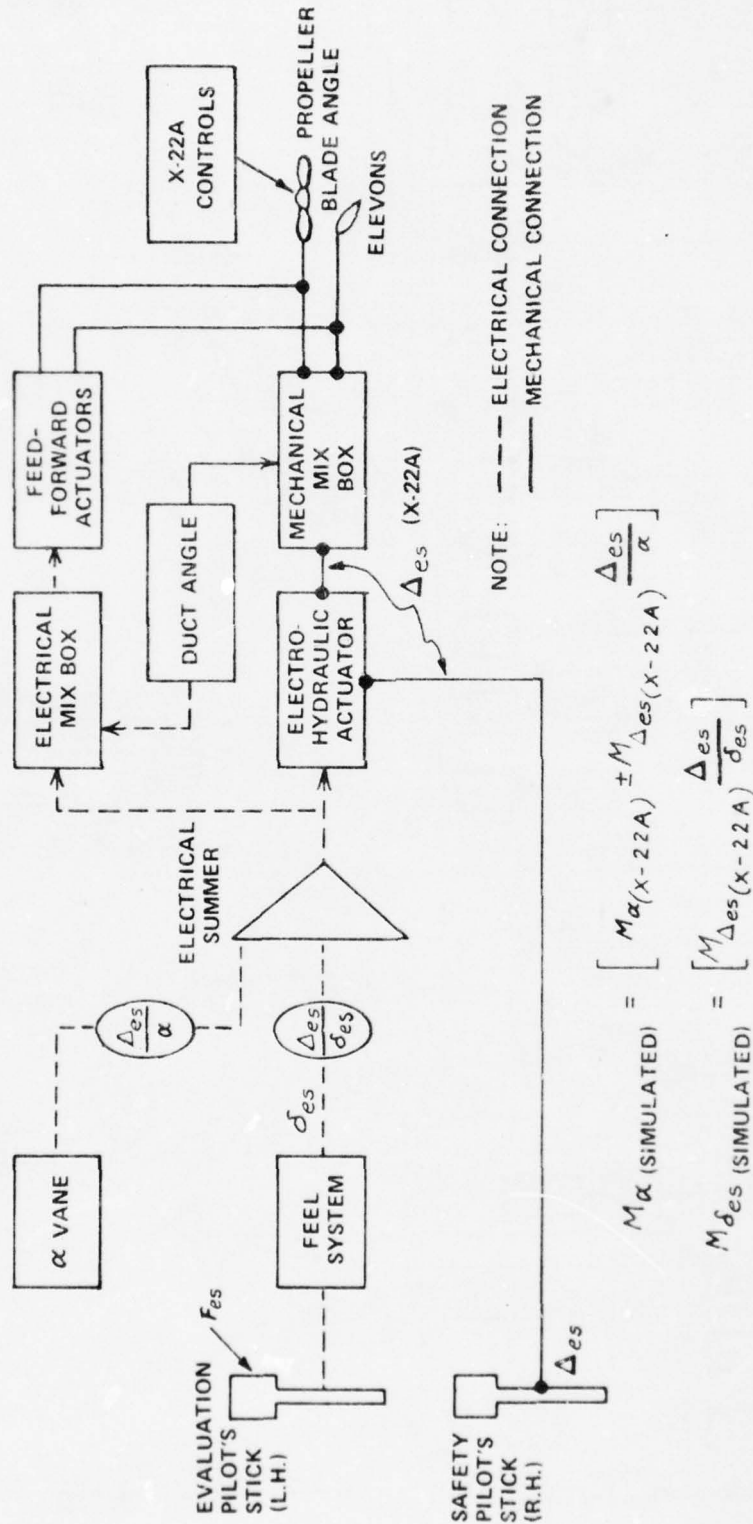 α VANE
ELECTRICAL
MIX BOX
FEED-
FORWARD
ACTUATORS
X-22A
CONTROLS
Δes
α
ELECTRICAL
SUMMER
DUCT ANGLE
PROPELLER
BLADE ANGLE
ELEVONS
EVALUATION
PILOT'S
STICK
(L.H.)
Fes
FEEL
SYSTEM
δes
Δes
δes
ELECTRO-
HYDRAULIC
ACTUATOR
MECHANICAL
MIX
BOX
Δes (X-22A)
SAFETY
PILOT'S
STICK
(R.H.)
Δes
NOTE: --- ELECTRICAL CONNECTION
— MECHANICAL CONNECTION
Mα (SIMULATED) = [ Mα(X-22A) ± MΔes(X-22A) Δes/α ]
Mδes (SIMULATED) = [ MΔes(X-22A) Δes/δes ]